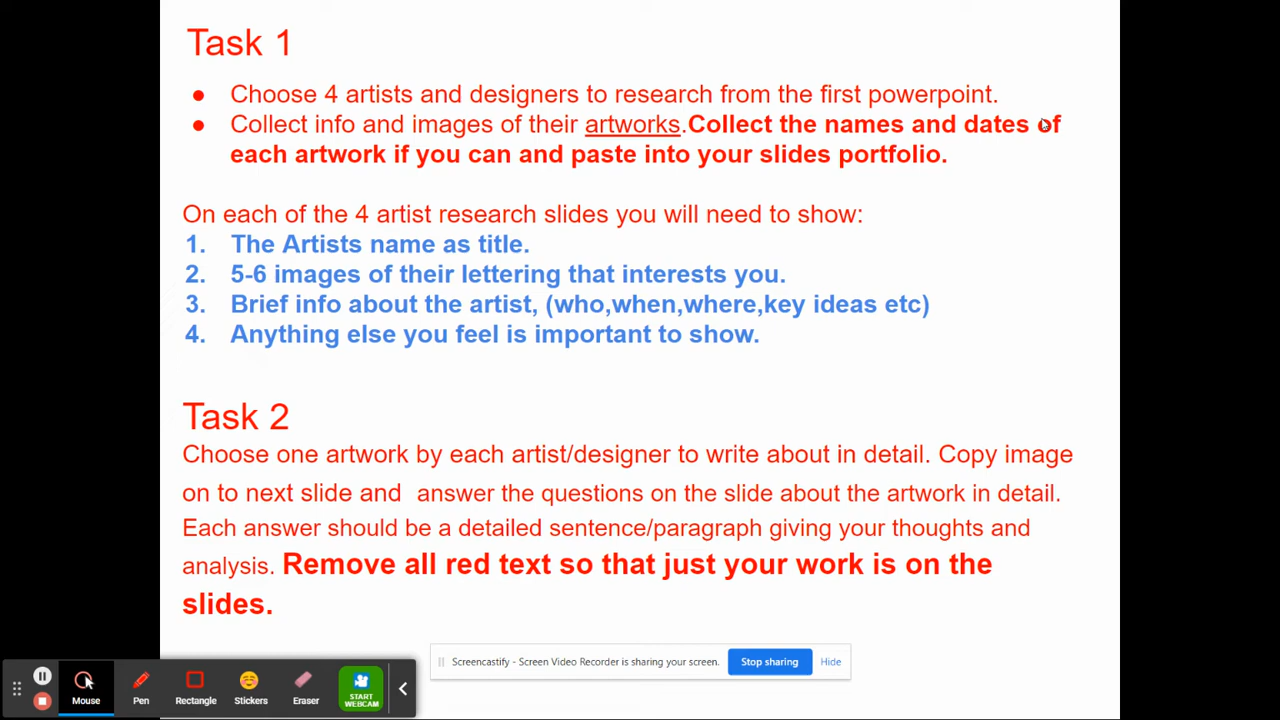 Task 1
● Choose 4 artists and designers to research from the first powerpoint.
● Collect info and images of their artworks.Collect the names and dates of
each artwork if you can and paste into your slides portfolio.
On each of the 4 artist research slides you will need to show:
1. The Artists name as title.
2. 5-6 images of their lettering that interests you.
3. Brief info about the artist, (who,when,where,key ideas etc)
4. Anything else you feel is important to show.
Task 2
Choose one artwork by each artist/designer to write about in detail. Copy image
on to next slide and answer the questions on the slide about the artwork in detail.
Each answer should be a detailed sentence/paragraph giving your thoughts and
analysis. Remove all red text so that just your work is on the
slides.
Screencastify - Screen Video Recorder is sharing your screen.
Stop sharing
Hide
Mouse
Pen
Rectangle
Stickers
Eraser
START
WEBCAM